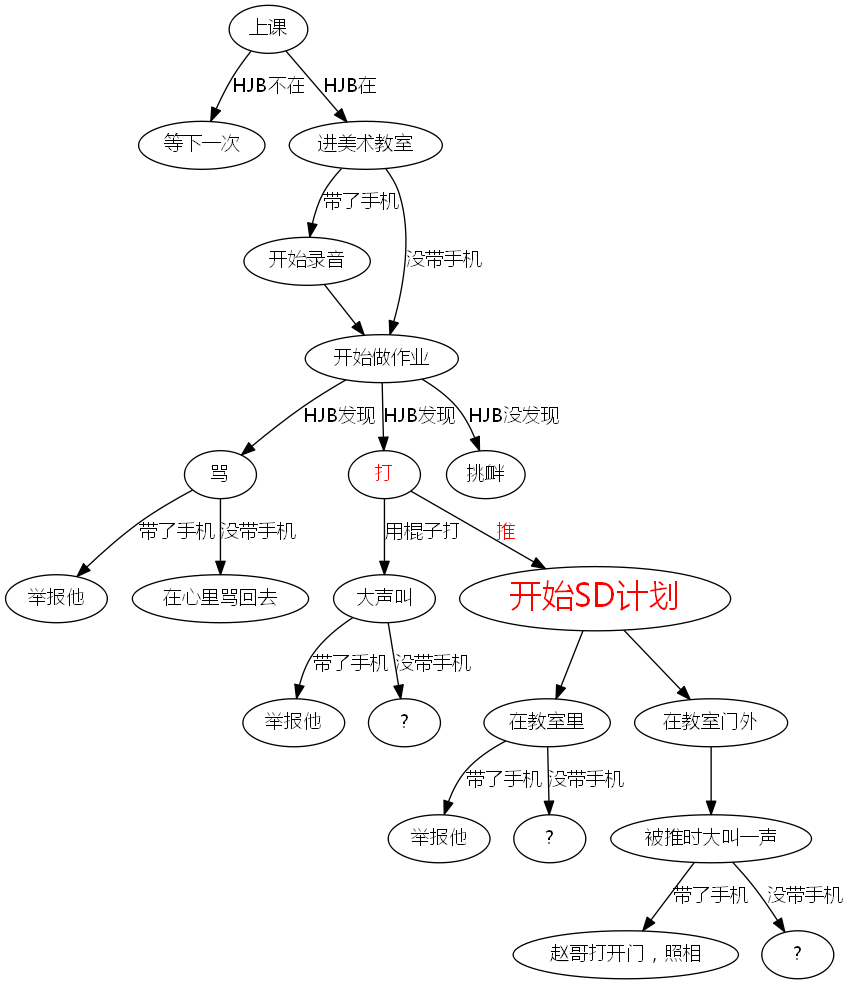 上课
HJB不在
HJB在
等下一次
进美术教室
带了手机
开始录音
没带手机
开始做作业
HJB发现
HJB发现
HJB没发现
骂
打
挑衅
带了手机
没带手机
用棍子打
推
举报他
在心里骂回去
大声叫
开始SD计划
带了手机
没带手机
举报他
?
在教室里
在教室门外
带了手机
没带手机
举报他
?
被推时大叫一声
带了手机
没带手机
赵哥打开门，照相
?